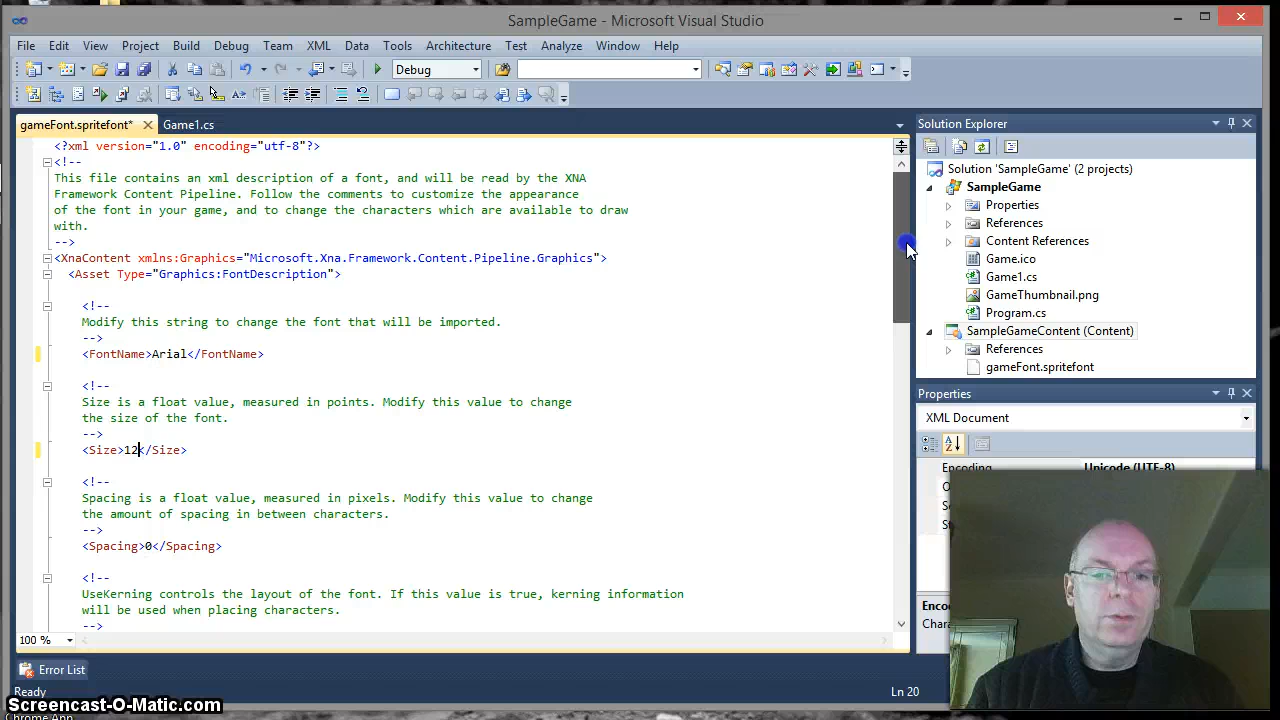 SampleGame - Microsoft Visual Studio
File Edit View Project Build Debug Team XML Data Tools Architecture Test Analyze Window Help
Debug
gameFont.spritefont* Game1.cs
<?xml version="1.0" encoding="utf-8"?>
<!--
This file contains an xml description of a font, and will be read by the XNA
Framework Content Pipeline. Follow the comments to customize the appearance
of the font in your game, and to change the characters which are available to draw
with.
-->
<XnaContent xmlns:Graphics="Microsoft.Xna.Framework.Content.Pipeline.Graphics">
<Asset Type="Graphics:FontDescription">
<!--
Modify this string to change the font that will be imported.
-->
<FontName>Arial</FontName>
<!--
Size is a float value, measured in points. Modify this value to change
the size of the font.
-->
<Size>12</Size>
<!--
Spacing is a float value, measured in pixels. Modify this value to change
the amount of spacing in between characters.
-->
<Spacing>0</Spacing>
<!--
UseKerning controls the layout of the font. If this value is true, kerning information
will be used when placing characters.
-->
100 %
Solution Explorer
Solution 'SampleGame' (2 projects)
SampleGame
Properties
References
Content References
Game.ico
Game1.cs
GameThumbnail.png
Program.cs
SampleGameContent (Content)
References
gameFont.spritefont
Properties
XML Document
Encoding Unicode (UTF-8)
Enco
Chara
Error List
Ready Ln 20
Screencast-O-Matic.com
Chrome App